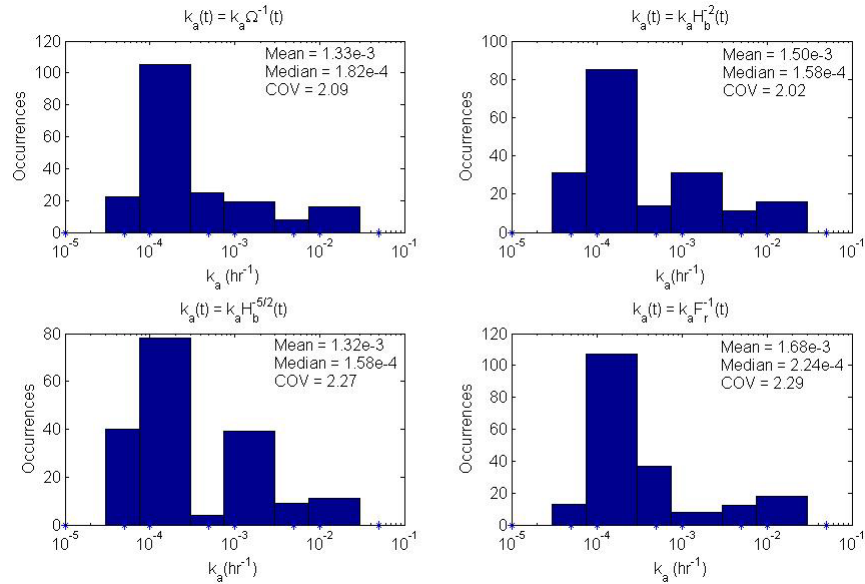 k_a(t) = k_aΩ^-1(t)
120
100
80
60
40
20
0
Occurrences
Mean = 1.33e-3
Median = 1.82e-4
COV = 2.09
10^-5 10^-4 10^-3 10^-2 10^-1
k_a (hr^-1)
k_a(t) = k_aH_b^-2(t)
100
80
60
40
20
0
Occurrences
Mean = 1.50e-3
Median = 1.58e-4
COV = 2.02
10^-5 10^-4 10^-3 10^-2 10^-1
k_a (hr^-1)
k_a(t) = k_aH_b^-5/2(t)
80
60
40
20
0
Occurrences
Mean = 1.32e-3
Median = 1.58e-4
COV = 2.27
10^-5 10^-4 10^-3 10^-2 10^-1
k_a(hr^-1)
k_a(t) = k_aF_r^-1(t)
120
100
80
60
40
20
0
Occurrences
Mean = 1.68e-3
Median = 2.24e-4
COV = 2.29
10^-5 10^-4 10^-3 10^-2 10^-1
k_a(hr^-1)